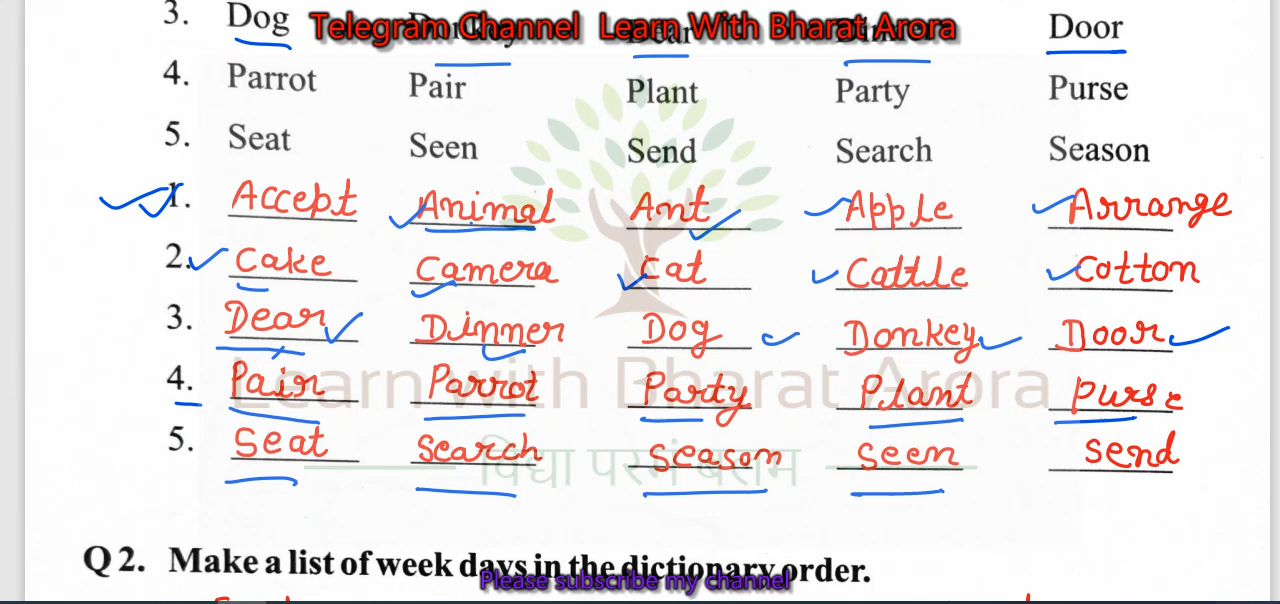 3. Dog Donkey Dear Dinner Door
Telegram Channel Learn With Bharat Arora
4. Parrot Pair Plant Party Purse
5. Seat Seen Send Search Season
1. Accept Animal Ant Apple Arrange
2. Cake Camera Cat Cattle Cotton
3. Dear Dinner Dog Donkey Door
4. Pair Parrot Party Plant purse
Learn with Bharat Arora
5. Seat Search season seen send
विद्या परमं बलम
Q 2. Make a list of week days in the dictionary order.
Please subscribe my channel